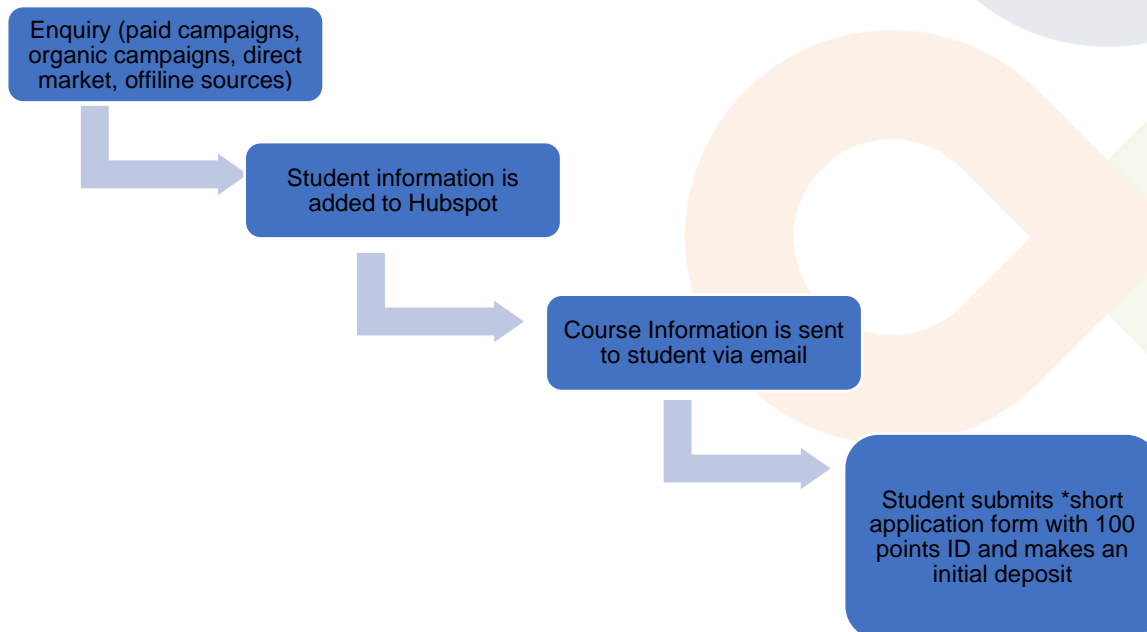 Enquiry (paid campaigns,
organic campaigns, direct
market, offiline sources)
Student information is
added to Hubspot
Course Information is sent
to student via email
Student submits *short
application form with 100
points ID and makes an
initial deposit